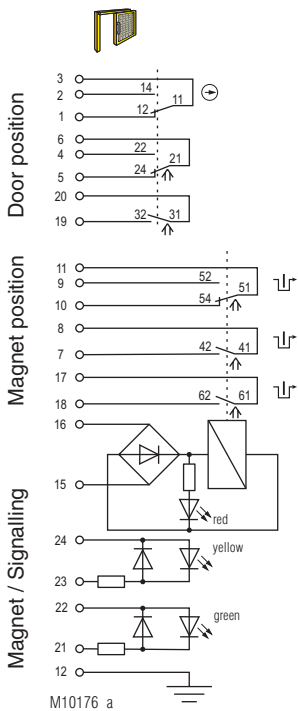 Door position
3
2 14
11
1 12
6
4 22
21
5 24
20
19 32 31
Magnet position
11
9 52
51
10 54
8
7 42 41
17
18 62 61
Magnet / Signalling
16
15
red
24
yellow
23
22
green
21
12
M10176_a